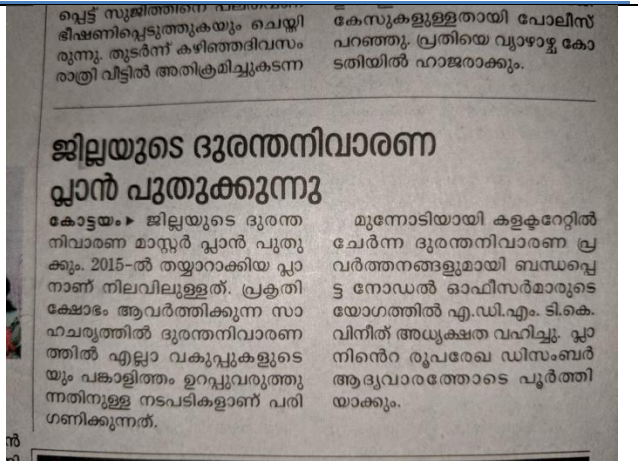 പ്പെട്ട് സുജിത്തിനെ
ഭീഷണിപ്പെടുത്തുകയും ചെയ്തി
രുന്നു. തുടർന്ന് കഴിഞ്ഞദിവസം
രാത്രി വീട്ടിൽ അതിക്രമിച്ചുകടന്ന
കേസുകളുള്ളതായി പോലീസ്
പറഞ്ഞു. പ്രതിയെ വ്യാഴാഴ്ച കോ
ടതിയിൽ ഹാജരാക്കും.
ജില്ലയുടെ ദുരന്തനിവാരണ
പ്ലാൻ പുതുക്കുന്നു
കോട്ടയം ▸ ജില്ലയുടെ ദുരന്ത
നിവാരണ മാസ്റ്റർ പ്ലാൻ പുതു
ക്കും. 2015-ൽ തയ്യാറാക്കിയ പ്ലാ
നാണ് നിലവിലുള്ളത്. പ്രകൃതി
ക്ഷോഭം ആവർത്തിക്കുന്ന സാ
ഹചര്യത്തിൽ ദുരന്തനിവാരണ
ത്തിൽ എല്ലാ വകുപ്പുകളുടെ
യും പങ്കാളിത്തം ഉറപ്പുവരുത്തു
ന്നതിനുള്ള നടപടികളാണ് പരി
ഗണിക്കുന്നത്.
മുന്നോടിയായി കളക്ടറേറ്റിൽ
ചേർന്ന ദുരന്തനിവാരണ പ്ര
വർത്തനങ്ങളുമായി ബന്ധപ്പെ
ട്ട നോഡൽ ഓഫീസർമാരുടെ
യോഗത്തിൽ എ.ഡി.എം. ടി.കെ.
വിനീത് അധ്യക്ഷത വഹിച്ചു. പ്ലാ
നിന്റെ രൂപരേഖ ഡിസംബർ
ആദ്യവാരത്തോടെ പൂർത്തി
യാക്കും.
ൻ